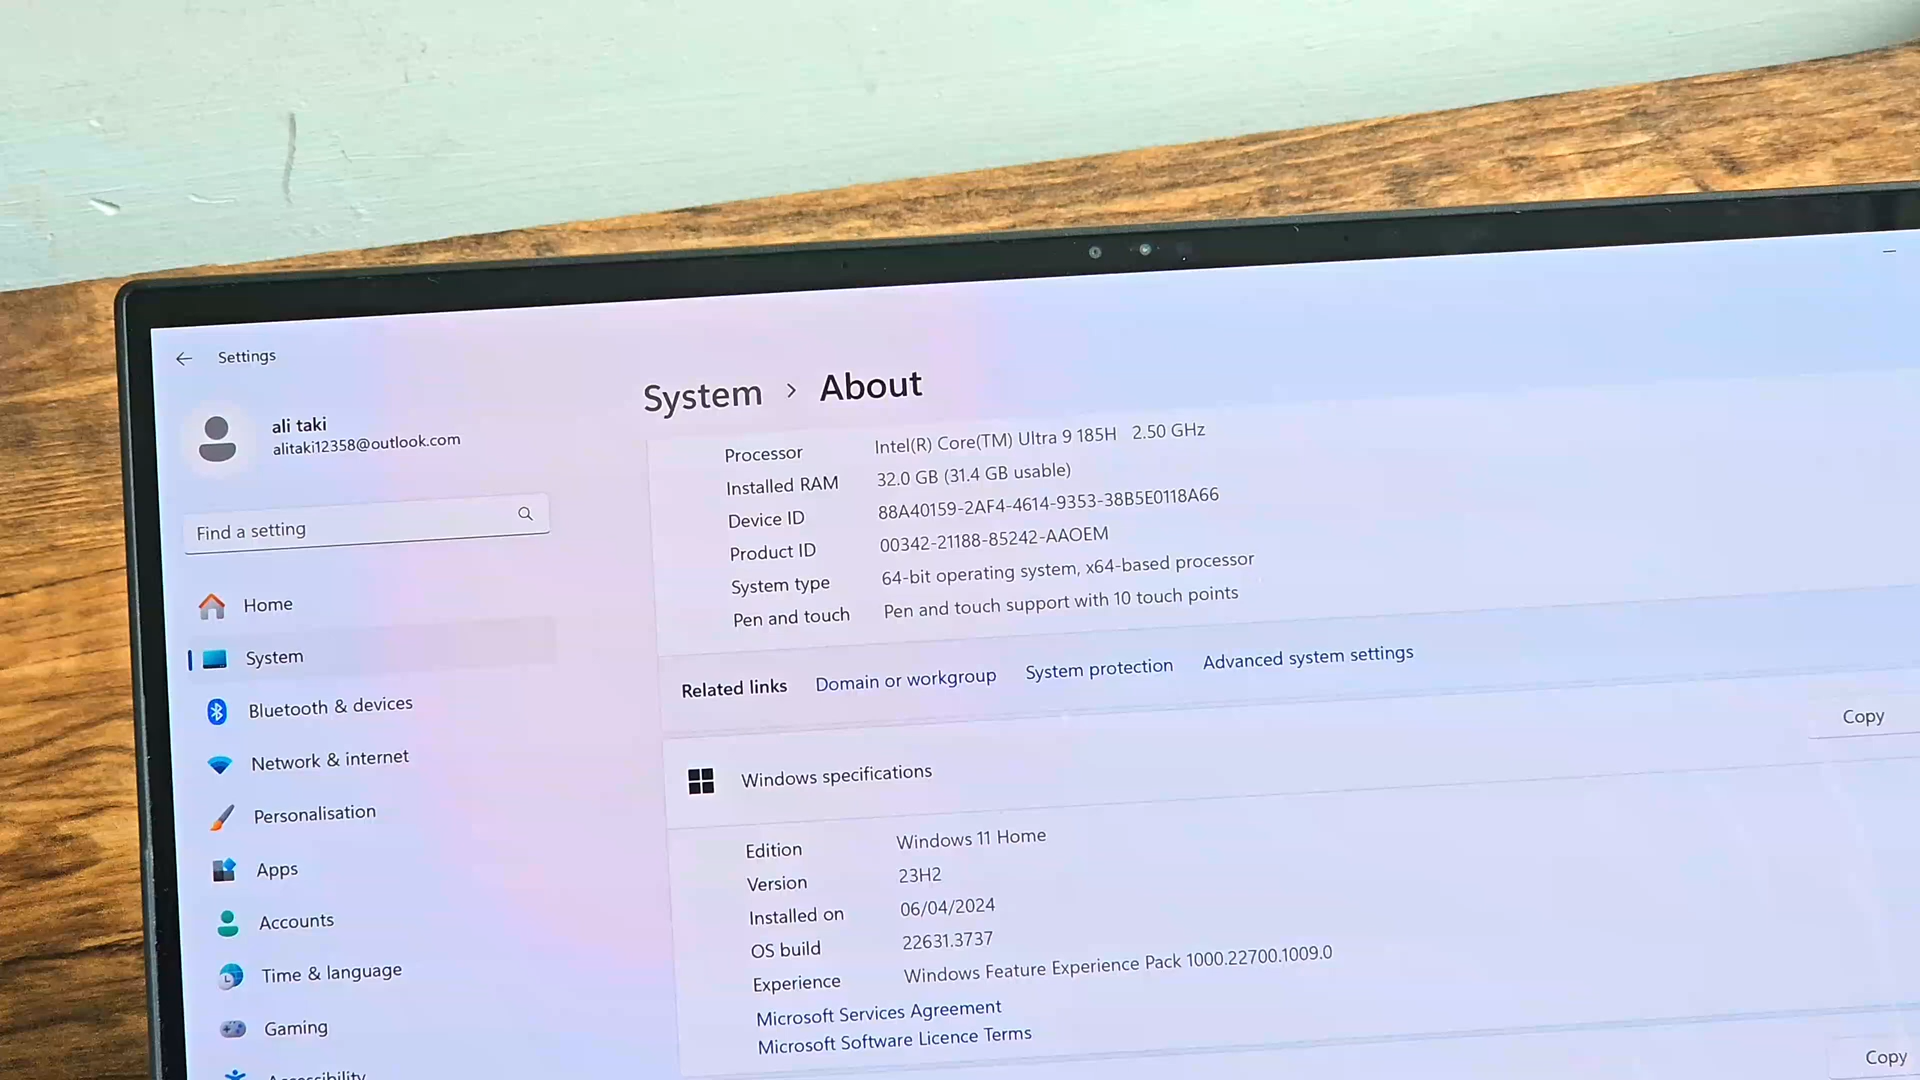 Settings
ali taki
alitaki12358@outlook.com
Find a setting
Home
System
Bluetooth & devices
Network & internet
Personalisation
Apps
Accounts
Time & language
Gaming
Accessibility
System › About
Processor Intel(R) Core(TM) Ultra 9 185H 2.50 GHz
Installed RAM 32.0 GB (31.4 GB usable)
Device ID 88A40159-2AF4-4614-9353-38B5E0118A66
Product ID 00342-21188-85242-AAOEM
System type 64-bit operating system, x64-based processor
Pen and touch Pen and touch support with 10 touch points
Related links Domain or workgroup System protection Advanced system settings
Windows specifications Copy
Edition Windows 11 Home
Version 23H2
Installed on 06/04/2024
OS build 22631.3737
Experience Windows Feature Experience Pack 1000.22700.1009.0
Microsoft Services Agreement
Microsoft Software Licence Terms
Copy